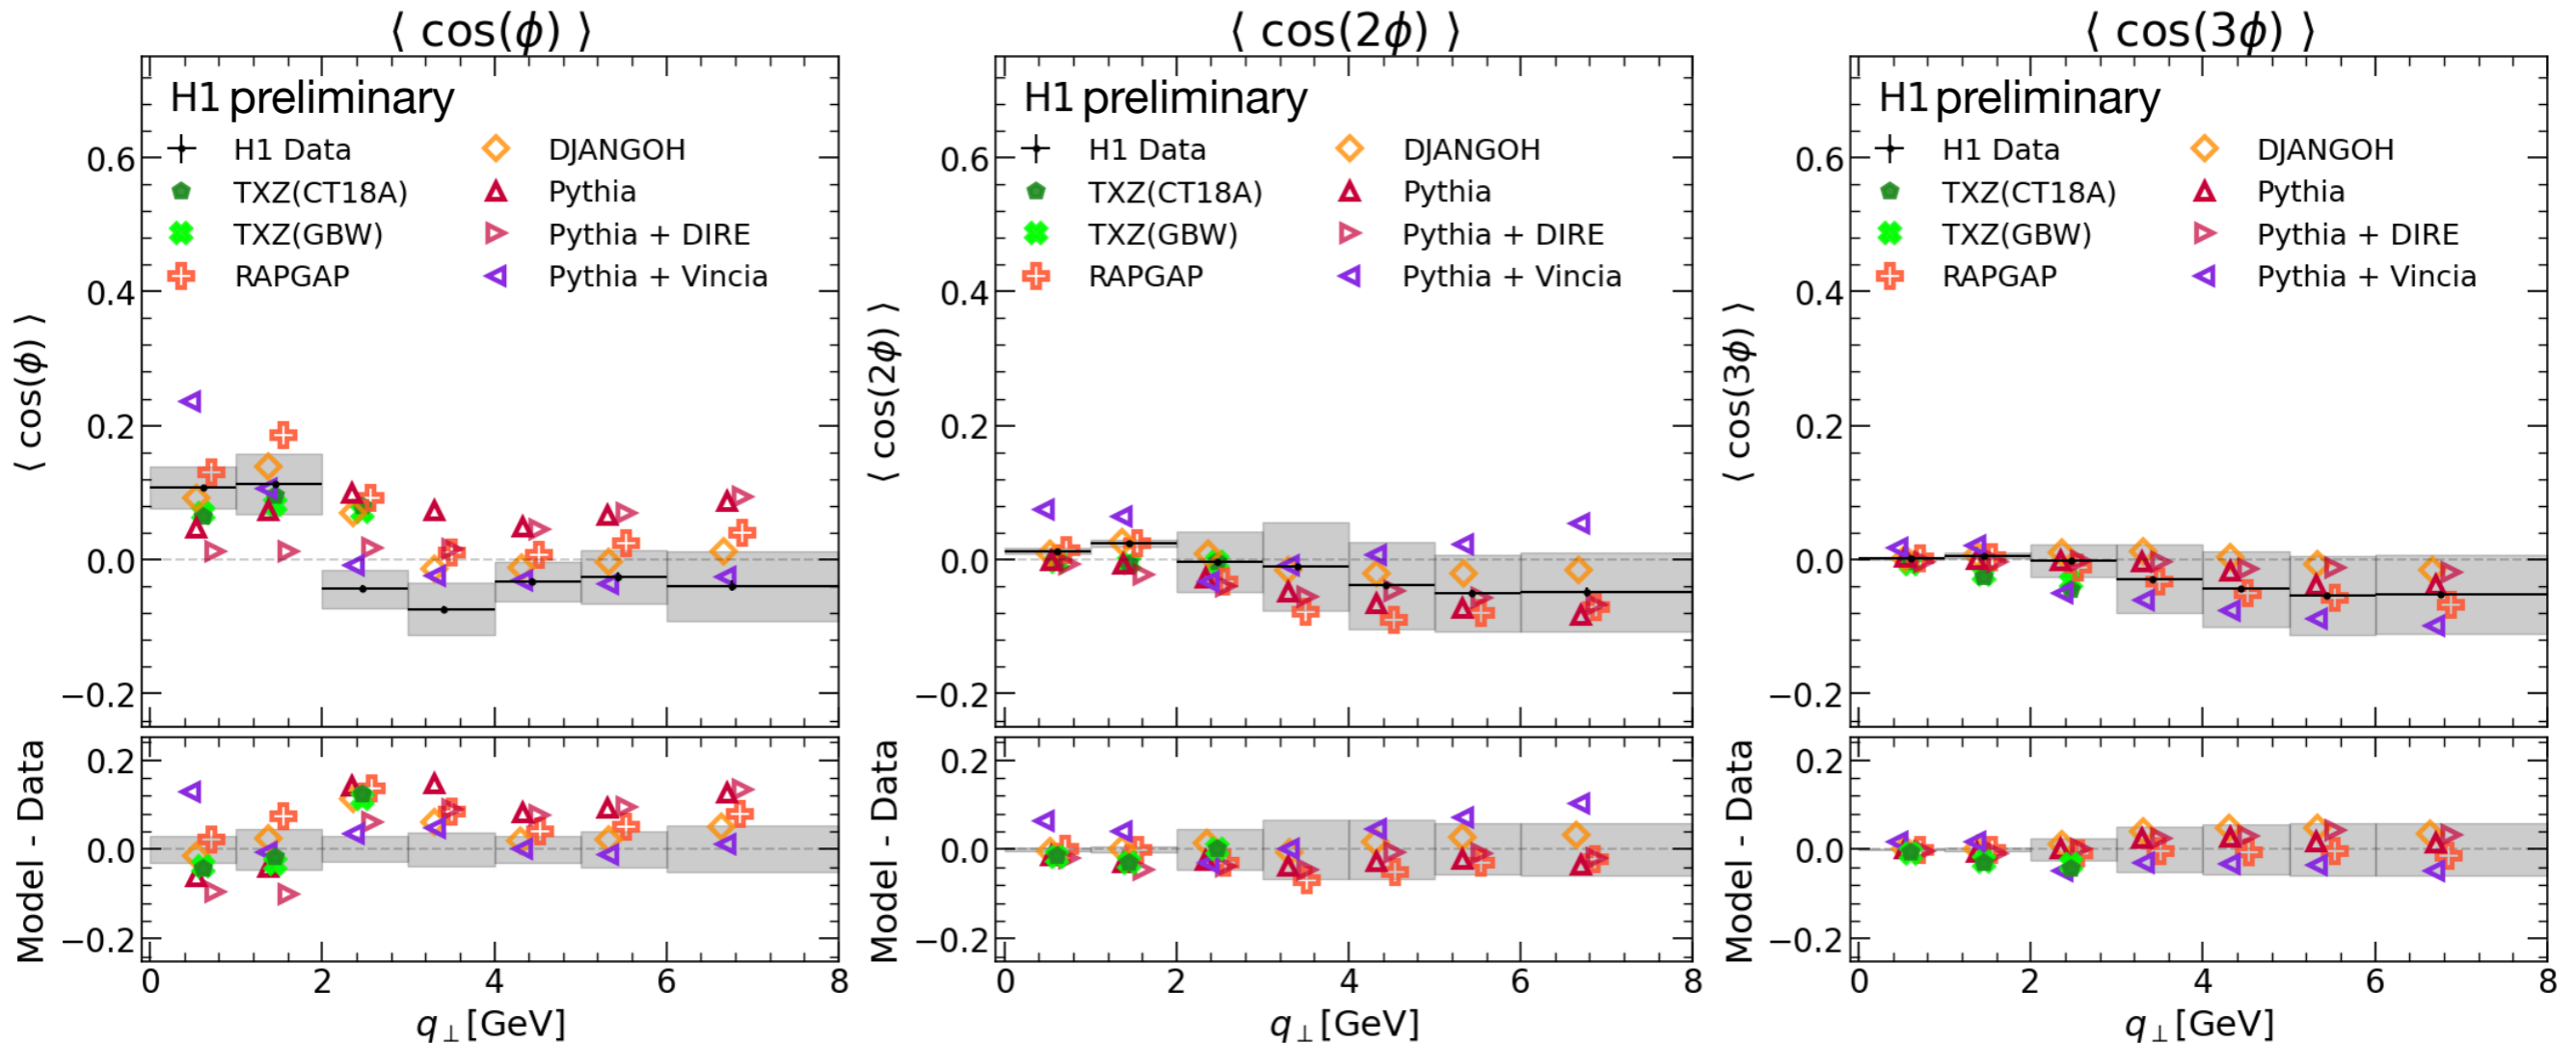 ⟨ cos(ϕ) ⟩
H1 preliminary
H1 Data
TXZ(CT18A)
TXZ(GBW)
RAPGAP
DJANGOH
Pythia
Pythia + DIRE
Pythia + Vincia
⟨ cos(ϕ) ⟩
0.6
0.4
0.2
0.0
−0.2
Model - Data
0.2
0.0
−0.2
0 2 4 6 8
q⊥[GeV]
⟨ cos(2ϕ) ⟩
H1 preliminary
H1 Data
TXZ(CT18A)
TXZ(GBW)
RAPGAP
DJANGOH
Pythia
Pythia + DIRE
Pythia + Vincia
⟨ cos(2ϕ) ⟩
0.6
0.4
0.2
0.0
−0.2
Model - Data
0.2
0.0
−0.2
0 2 4 6 8
q⊥[GeV]
⟨ cos(3ϕ) ⟩
H1 preliminary
H1 Data
TXZ(CT18A)
TXZ(GBW)
RAPGAP
DJANGOH
Pythia
Pythia + DIRE
Pythia + Vincia
⟨ cos(3ϕ) ⟩
0.6
0.4
0.2
0.0
−0.2
Model - Data
0.2
0.0
−0.2
0 2 4 6 8
q⊥[GeV]